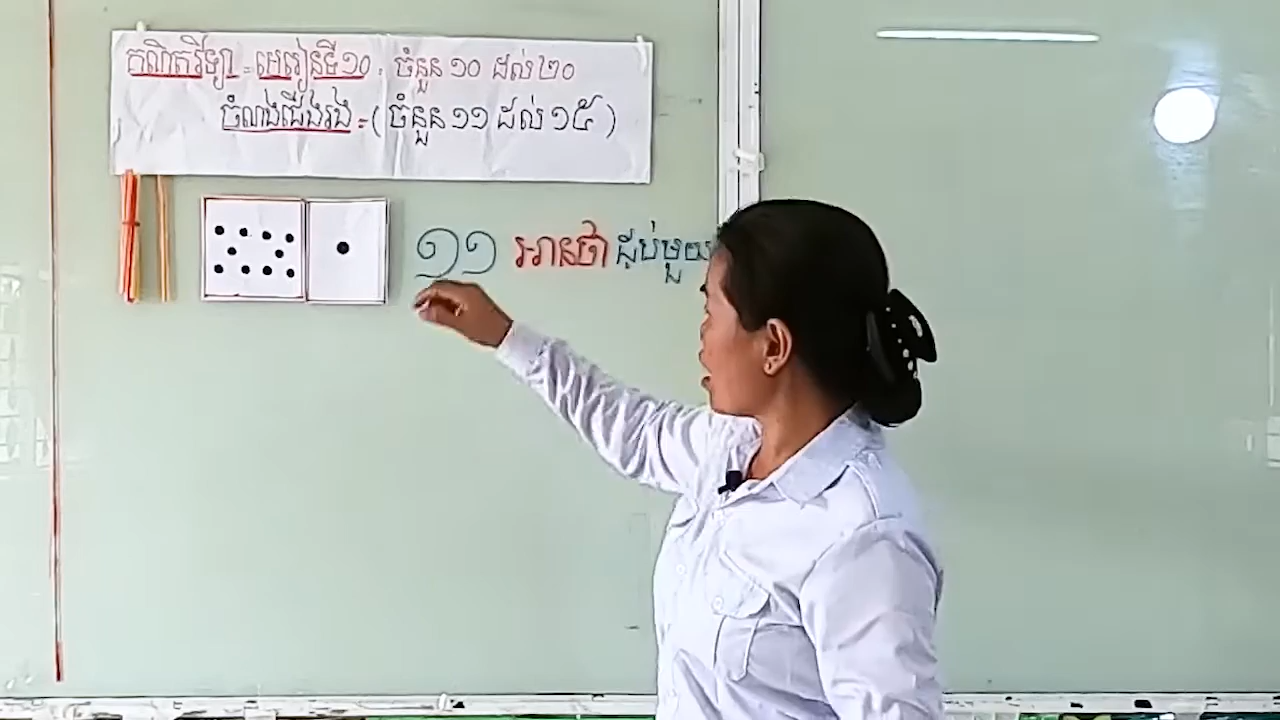 គណិតវិទ្យា = មេរៀនទី១០ : ចំនួន ១០ ដល់ ២០
ចំណងជើងរង = ( ចំនួន ១១ ដល់ ១៥ )
១១ អានថា ដប់មួយ